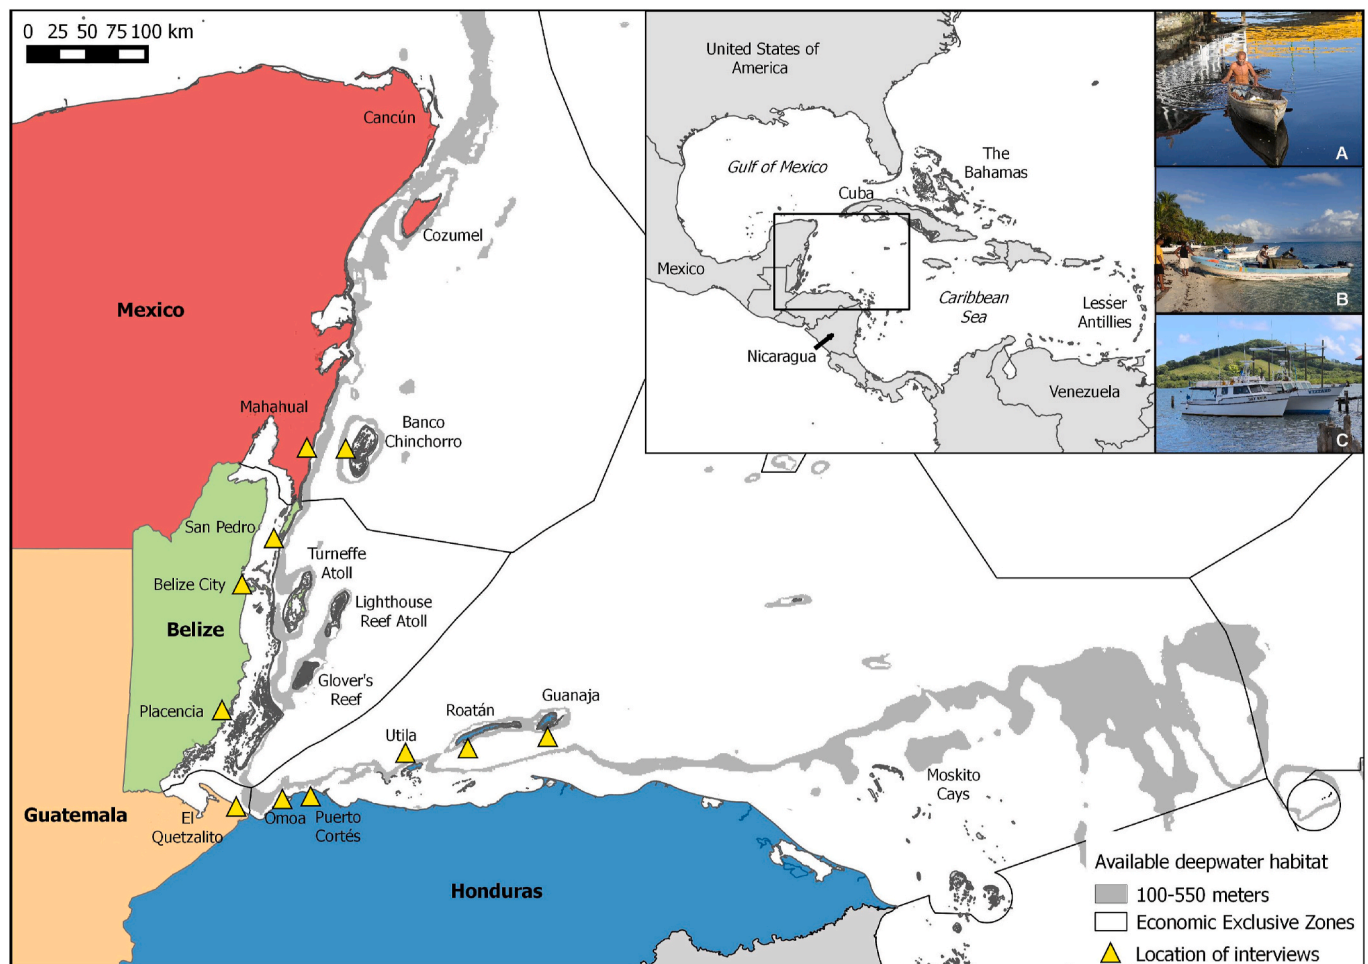 0 25 50 75 100 km
Cancún
Cozumel
Mexico
Mahahual
Banco
Chinchorro
San Pedro
Turneffe
Atoll
Belize City
Lighthouse
Reef Atoll
Belize
Glover's
Reef
Placencia
Guanaja
Roatán
Utila
Moskito
Cays
Guatemala
El
Quetzalito
Omoa
Puerto
Cortés
Honduras
United States of
America
Gulf of Mexico
The
Bahamas
Cuba
Mexico
Caribbean
Sea
Lesser
Antillies
Nicaragua
Venezuela
A
B
C
Available deepwater habitat
100-550 meters
Economic Exclusive Zones
Location of interviews